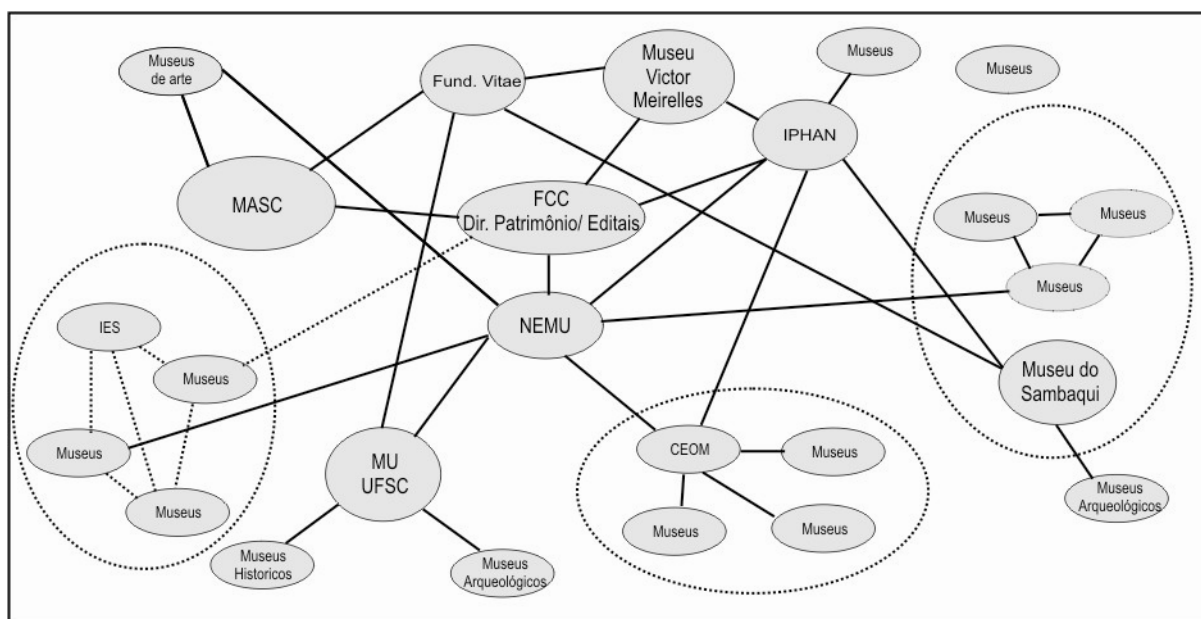 Museus
de arte
Fund. Vitae
Museu
Victor
Meirelles
Museus
Museus
IPHAN
MASC
FCC
Dir. Patrimônio/ Editais
Museus
Museus
Museus
NEMU
IES
Museus
Museus
Museus
Museu do
Sambaqui
MU
UFSC
CEOM
Museus
Museus
Museus
Museus
Arqueológicos
Museus
Historicos
Museus
Arqueológicos